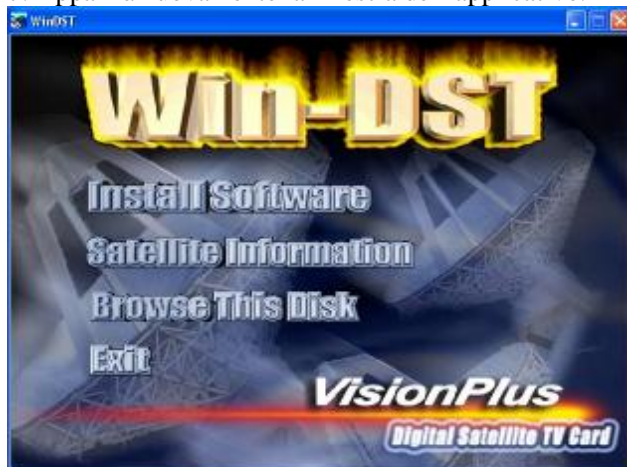 WinDST
Win-DST
Install Software
Satellite Information
Browse This Disk
Exit
VisionPlus
Digital Satellite TV Card